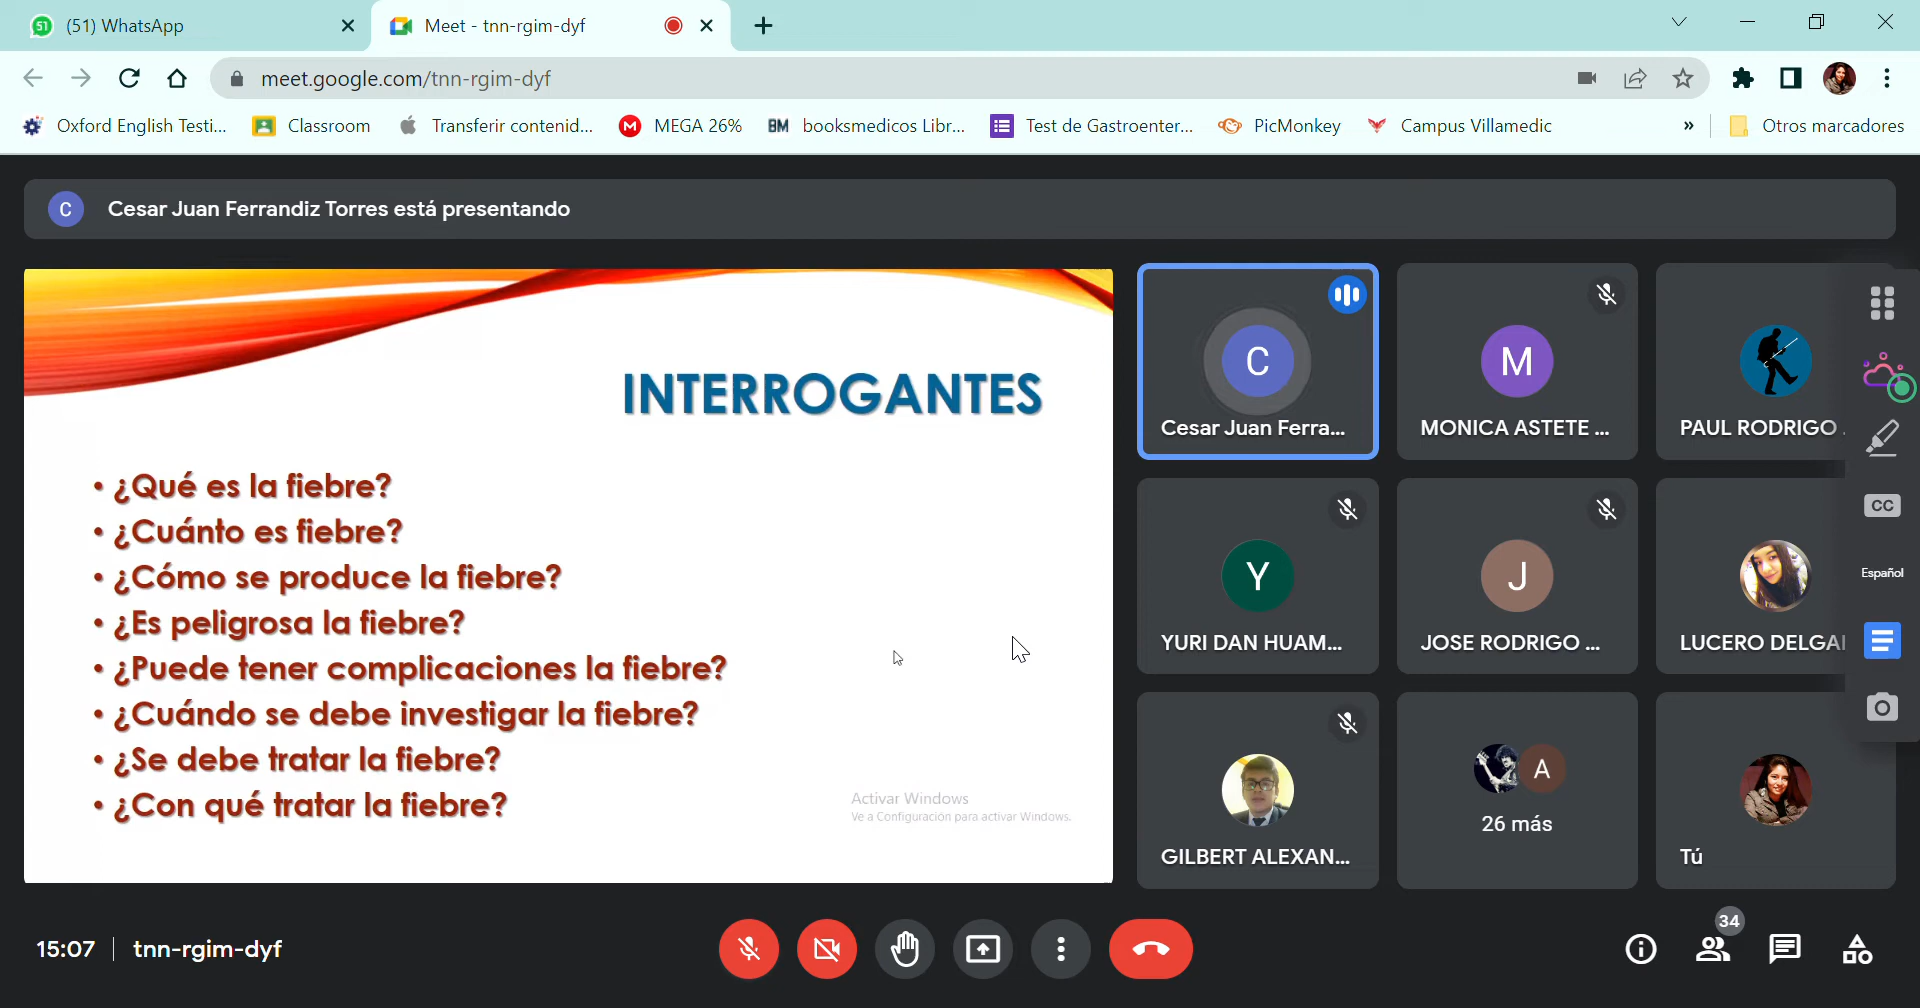 51
(51) WhatsApp
Meet - tnn-rgim-dyf
meet.google.com/tnn-rgim-dyf
Oxford English Testi...
Classroom
Transferir contenid...
M
MEGA 26%
BM
booksmedicos Libr...
Test de Gastroenter...
PicMonkey
Campus Villamedic
»
Otros marcadores
C
Cesar Juan Ferrandiz Torres está presentando
INTERROGANTES
• ¿Qué es la fiebre?
• ¿Cuánto es fiebre?
• ¿Cómo se produce la fiebre?
• ¿Es peligrosa la fiebre?
• ¿Puede tener complicaciones la fiebre?
• ¿Cuándo se debe investigar la fiebre?
• ¿Se debe tratar la fiebre?
• ¿Con qué tratar la fiebre?
Activar Windows
Ve a Configuración para activar Windows.
C
Cesar Juan Ferra...
M
MONICA ASTETE ...
PAUL RODRIGO
Y
YURI DAN HUAM...
J
JOSE RODRIGO ...
LUCERO DELGA
GILBERT ALEXAN...
A
26 más
Tú
CC
Español
15:07
tnn-rgim-dyf
34